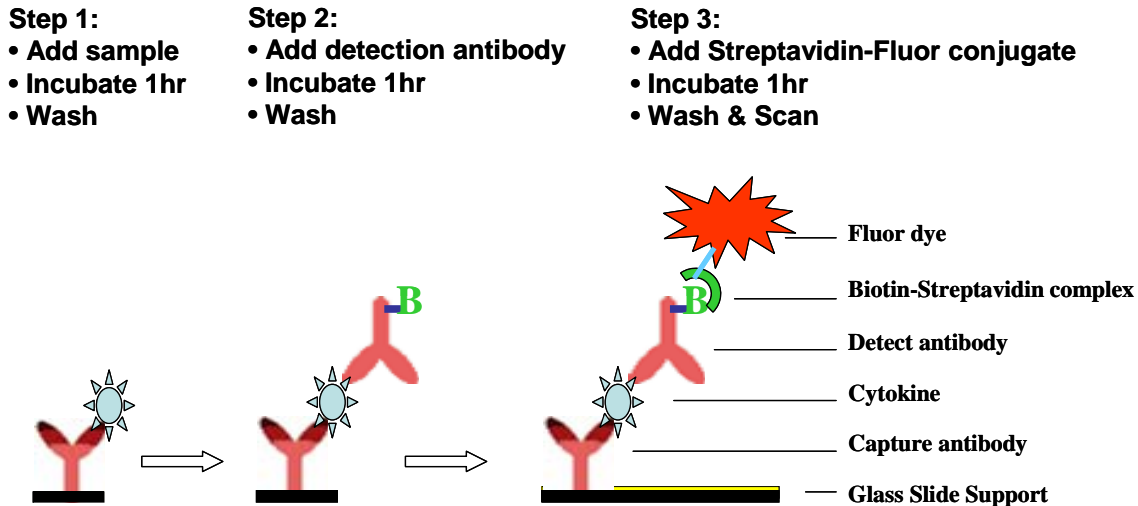 Step 1:
• Add sample
• Incubate 1hr
• Wash
Step 2:
• Add detection antibody
• Incubate 1hr
• Wash
Step 3:
• Add Streptavidin-Fluor conjugate
• Incubate 1hr
• Wash & Scan
Fluor dye
B
B
Biotin-Streptavidin complex
Detect antibody
Cytokine
Capture antibody
Glass Slide Support